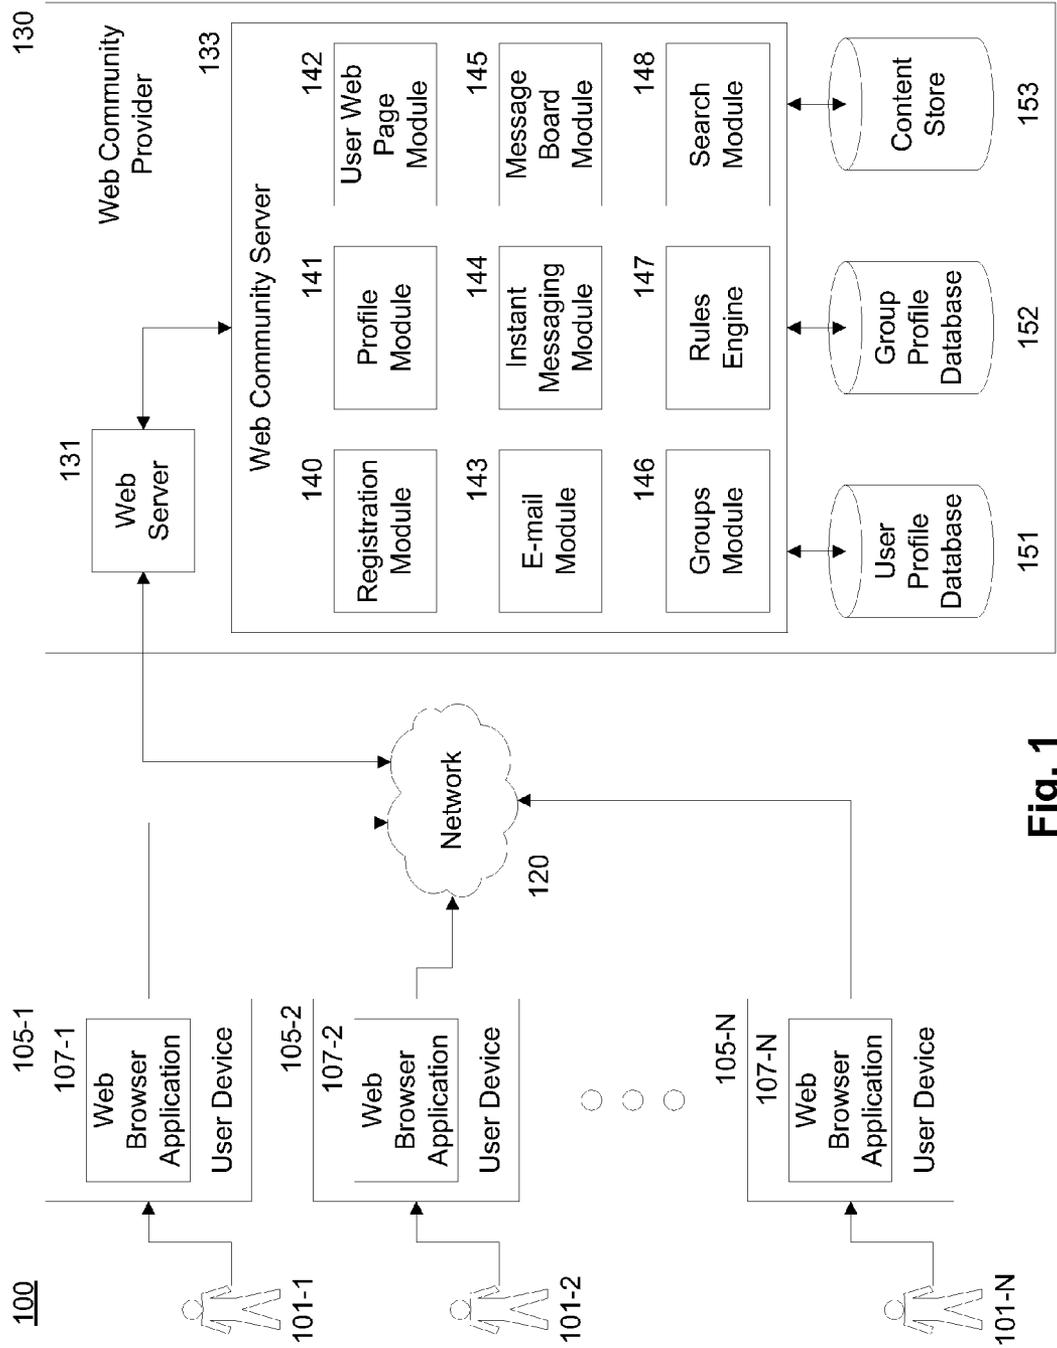 100
101-1
101-2
101-N
105-1
107-1
Web
Browser
Application
User Device
105-2
107-2
Web
Browser
Application
User Device
105-N
107-N
Web
Browser
Application
User Device
Network
120
130
Web Community
Provider
131
Web
Server
133
Web Community Server
140
Registration
Module
141
Profile
Module
142
User Web
Page
Module
143
E-mail
Module
144
Instant
Messaging
Module
145
Message
Board
Module
146
Groups
Module
147
Rules
Engine
148
Search
Module
User
Profile
Database
151
Group
Profile
Database
152
Content
Store
153
Fig. 1